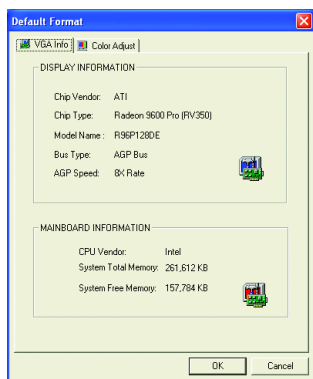 Default Format
VGA Info Color Adjust
DISPLAY INFORMATION
Chip Vendor: ATI
Chip Type: Radeon 9600 Pro (RV350)
Model Name : R96P128DE
Bus Type: AGP Bus
AGP Speed: 8X Rate
MAINBOARD INFORMATION
CPU Vendor: Intel
System Total Memory: 261,612 KB
System Free Memory: 157,784 KB
OK Cancel